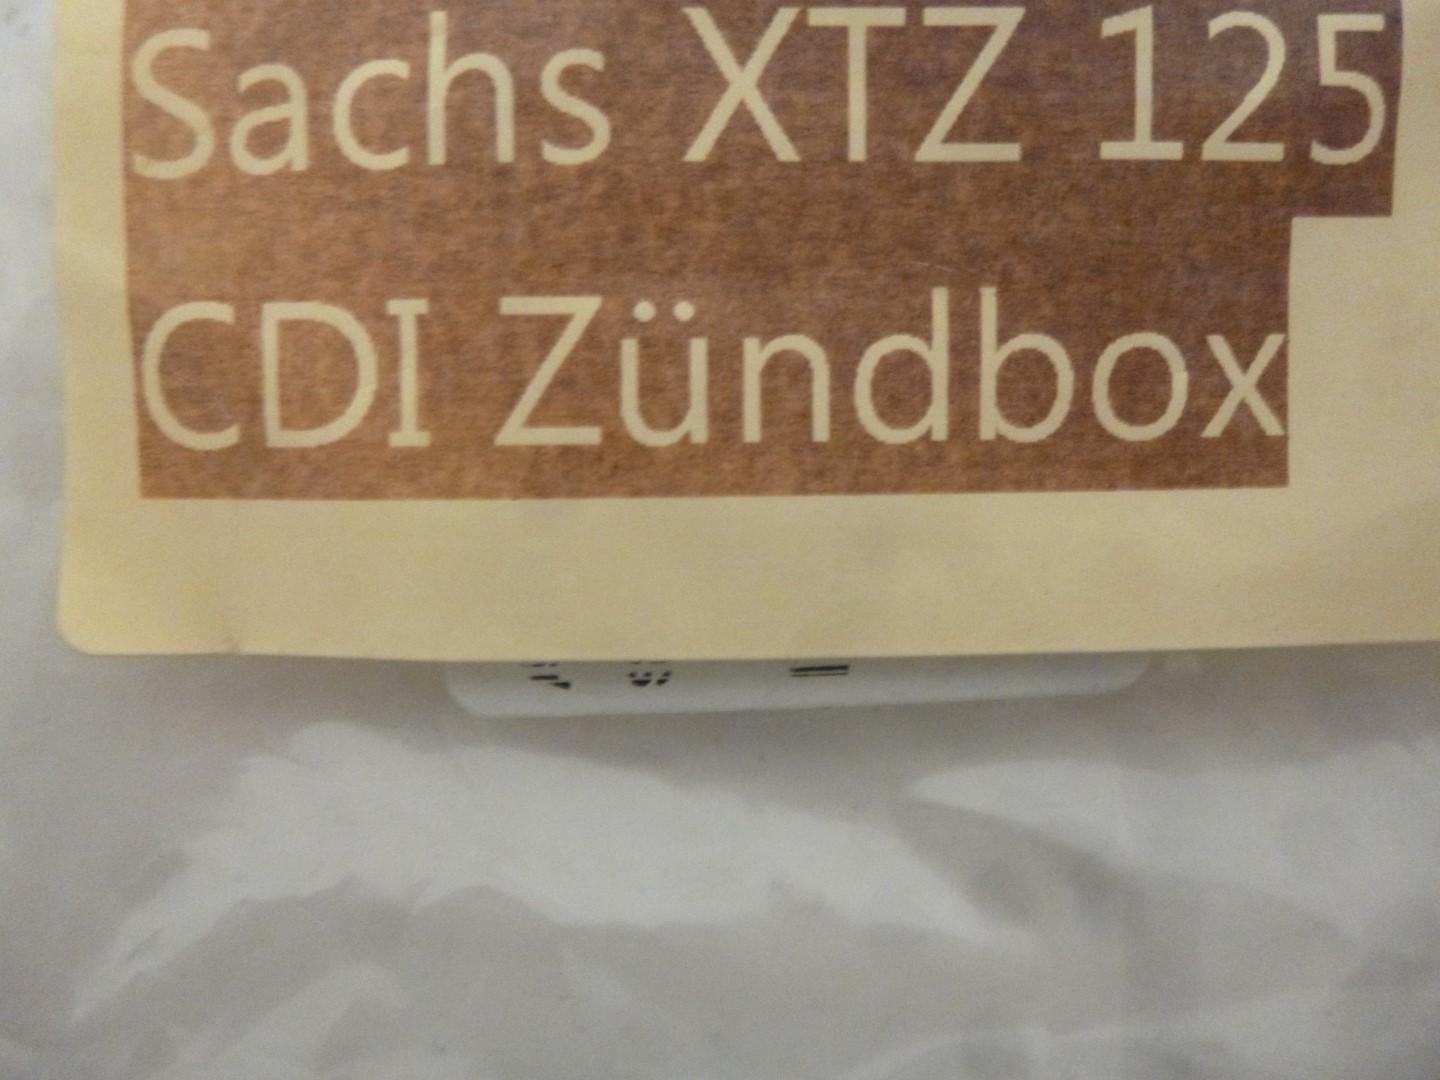 Sachs XTZ 125
CDI Zündbox